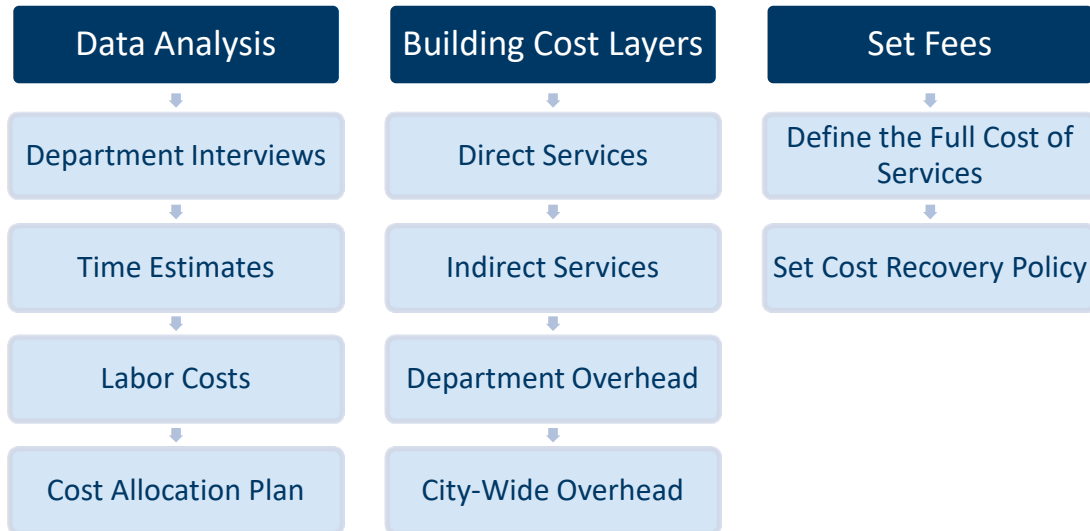 Data Analysis
Department Interviews
Time Estimates
Labor Costs
Cost Allocation Plan
Building Cost Layers
Direct Services
Indirect Services
Department Overhead
City-Wide Overhead
Set Fees
Define the Full Cost of
Services
Set Cost Recovery Policy